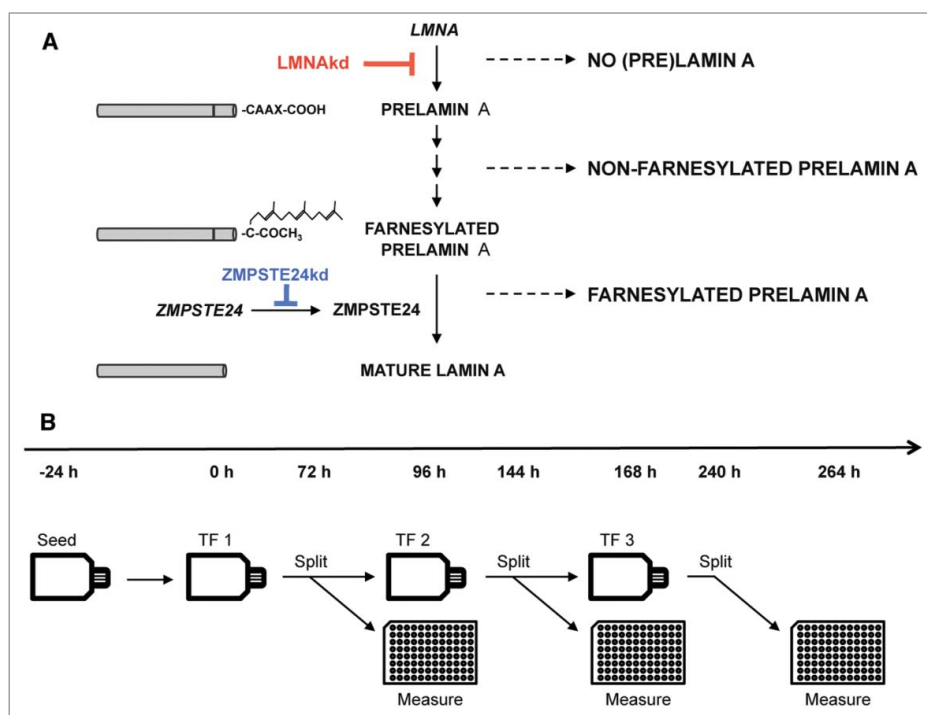 A
LMNA
LMNAkd
NO (PRE)LAMIN A
-CAAX-COOH
PRELAMIN A
NON-FARNESYLATED PRELAMIN A
-C-COCH3
FARNESYLATED
PRELAMIN A
ZMPSTE24kd
FARNESYLATED PRELAMIN A
ZMPSTE24
ZMPSTE24
MATURE LAMIN A
B
-24 h 0 h 72 h 96 h 144 h 168 h 240 h 264 h
Seed TF 1 TF 2 TF 3
Split Split Split
Measure Measure Measure